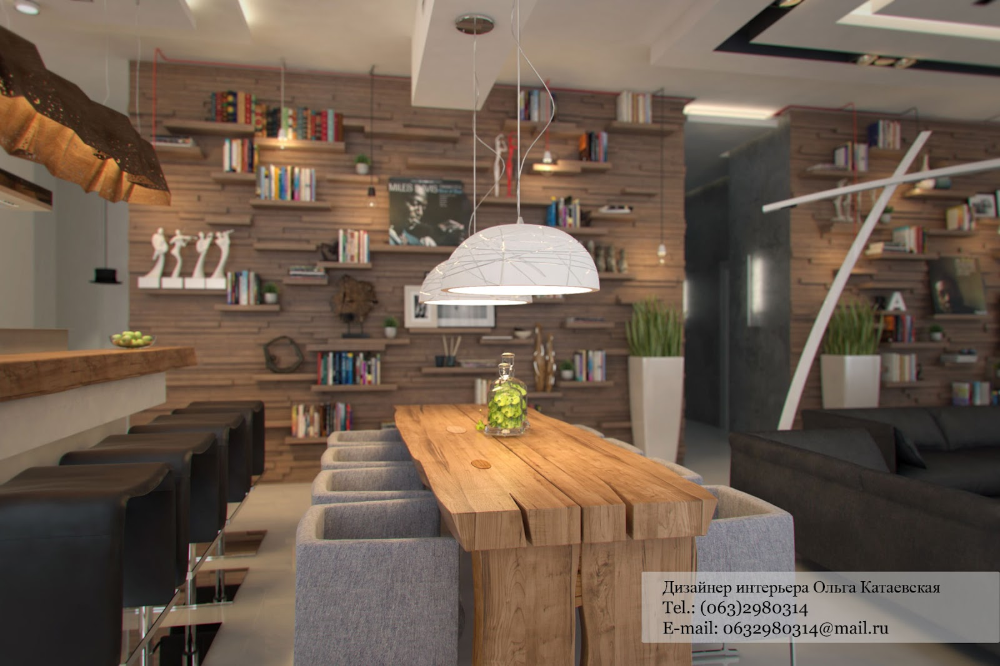 MILES DAVIS
A
Дизайнер интерьера Ольга Катаевская
Tel.: (063)2980314
E-mail: 0632980314@mail.ru